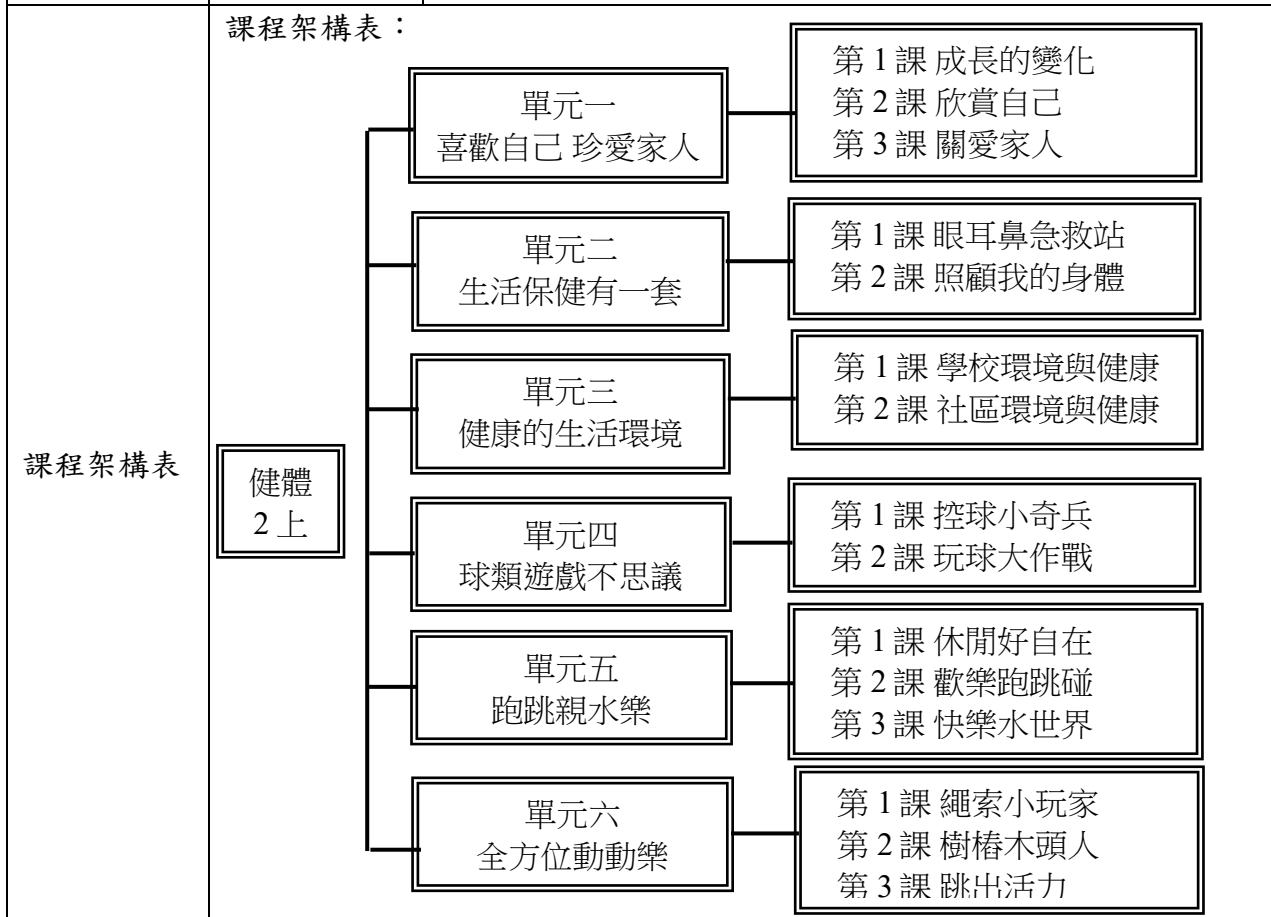 課程架構表：
課程架構表
健體
2 上
單元一
喜歡自己 珍愛家人
第 1 課 成長的變化
第 2 課 欣賞自己
第 3 課 關愛家人
單元二
生活保健有一套
第 1 課 眼耳鼻急救站
第 2 課 照顧我的身體
單元三
健康的生活環境
第 1 課 學校環境與健康
第 2 課 社區環境與健康
單元四
球類遊戲不思議
第 1 課 控球小奇兵
第 2 課 玩球大作戰
單元五
跑跳親水樂
第 1 課 休閒好自在
第 2 課 歡樂跑跳碰
第 3 課 快樂水世界
單元六
全方位動動樂
第 1 課 繩索小玩家
第 2 課 樹樁木頭人
第 3 課 跳出活力